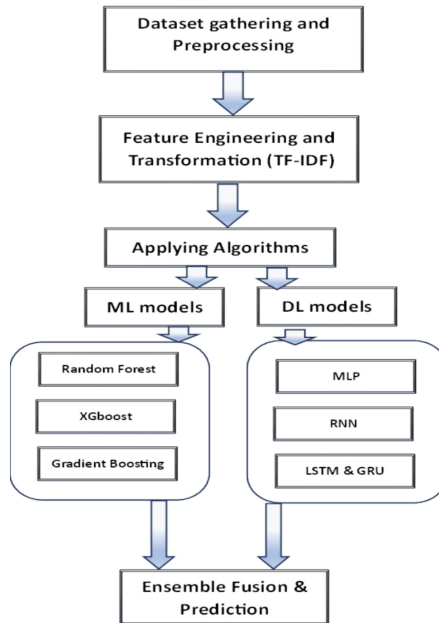 Dataset gathering and
Preprocessing
Feature Engineering and
Transformation (TF-IDF)
Applying Algorithms
ML models
DL models
Random Forest
XGboost
Gradient Boosting
MLP
RNN
LSTM & GRU
Ensemble Fusion &
Prediction